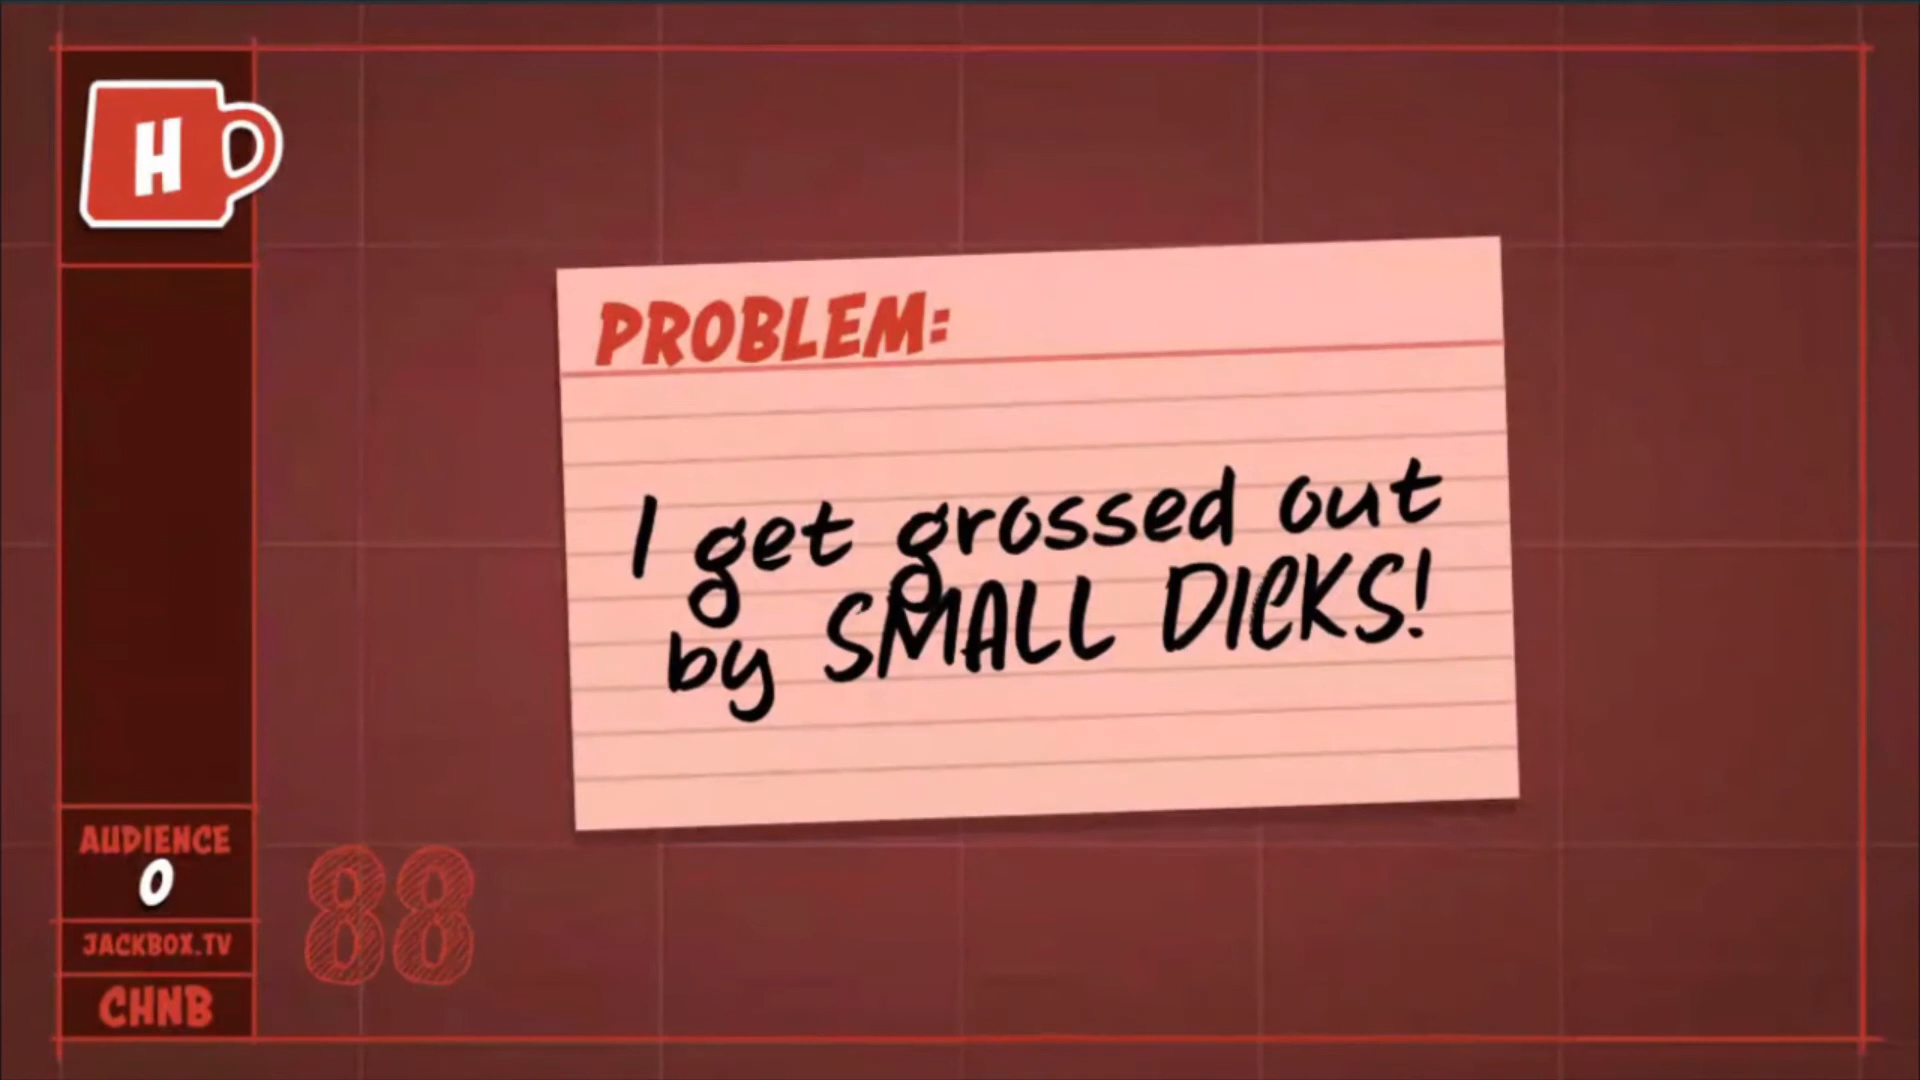 H
PROBLEM:
I get grossed out
by SMALL DICKS!
AUDIENCE
0
JACKBOX.TV
CHNB
88